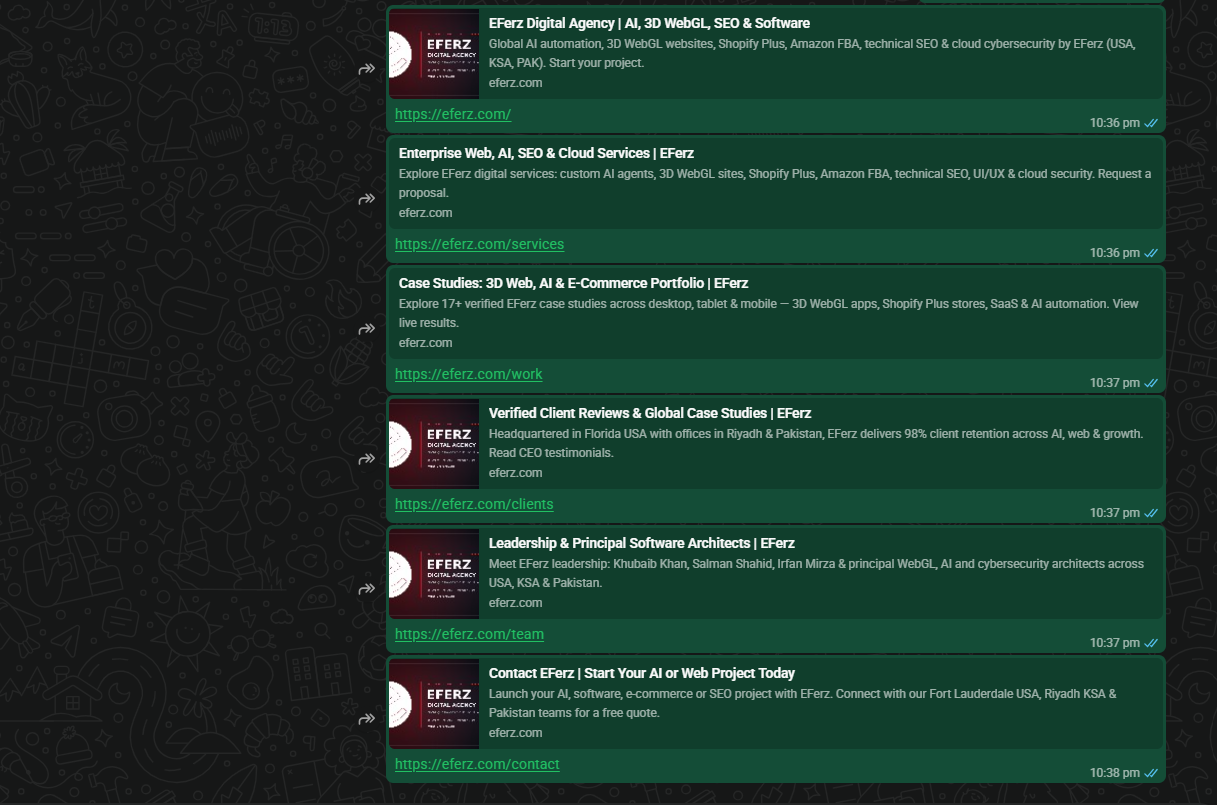 EFERZ
DIGITAL AGENCY
EFerz Digital Agency | AI, 3D WebGL, SEO & Software
Global AI automation, 3D WebGL websites, Shopify Plus, Amazon FBA, technical SEO & cloud cybersecurity by EFerz (USA,
KSA, PAK). Start your project.
eferz.com
https://eferz.com/
10:36 pm
Enterprise Web, AI, SEO & Cloud Services | EFerz
Explore EFerz digital services: custom AI agents, 3D WebGL sites, Shopify Plus, Amazon FBA, technical SEO, UI/UX & cloud security. Request a
proposal.
eferz.com
https://eferz.com/services
10:36 pm
Case Studies: 3D Web, AI & E-Commerce Portfolio | EFerz
Explore 17+ verified EFerz case studies across desktop, tablet & mobile — 3D WebGL apps, Shopify Plus stores, SaaS & AI automation. View
live results.
eferz.com
https://eferz.com/work
10:37 pm
EFERZ
DIGITAL AGENCY
Verified Client Reviews & Global Case Studies | EFerz
Headquartered in Florida USA with offices in Riyadh & Pakistan, EFerz delivers 98% client retention across AI, web & growth.
Read CEO testimonials.
eferz.com
https://eferz.com/clients
10:37 pm
EFERZ
DIGITAL AGENCY
Leadership & Principal Software Architects | EFerz
Meet EFerz leadership: Khubaib Khan, Salman Shahid, Irfan Mirza & principal WebGL, AI and cybersecurity architects across
USA, KSA & Pakistan.
eferz.com
https://eferz.com/team
10:37 pm
EFERZ
DIGITAL AGENCY
Contact EFerz | Start Your AI or Web Project Today
Launch your AI, software, e-commerce or SEO project with EFerz. Connect with our Fort Lauderdale USA, Riyadh KSA &
Pakistan teams for a free quote.
eferz.com
https://eferz.com/contact
10:38 pm